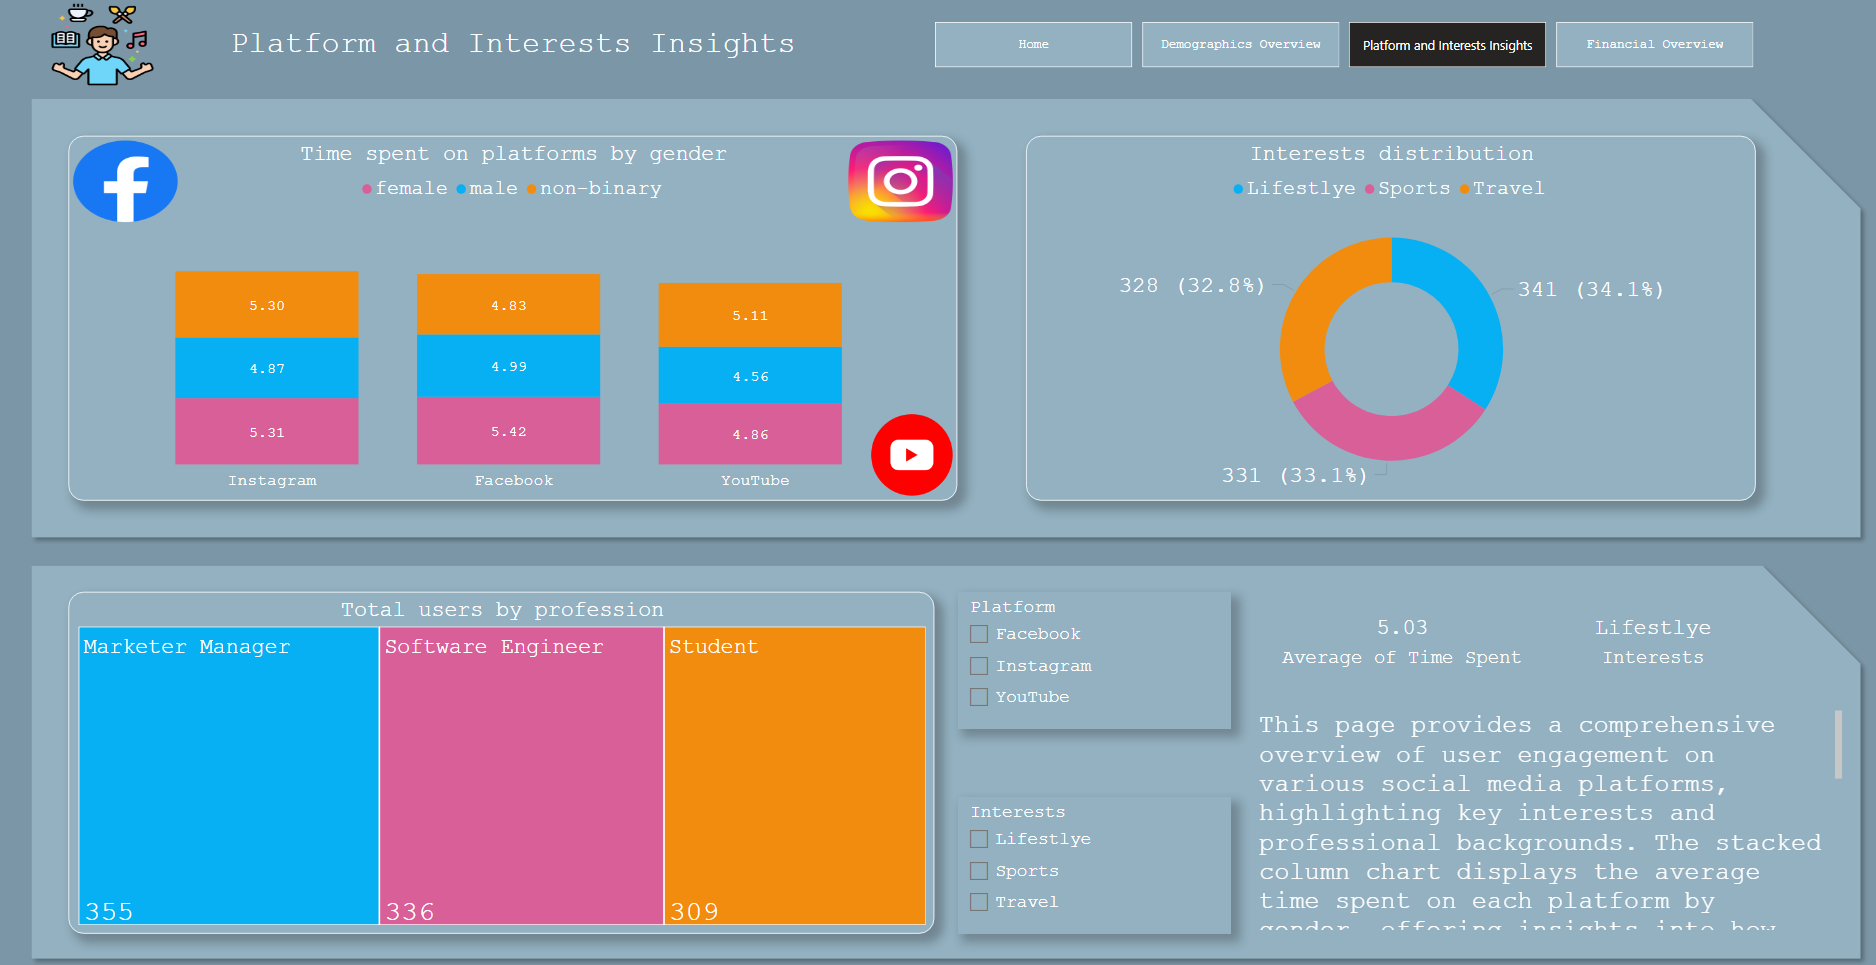 Platform and Interests Insights
Home
Demographics Overview
Platform and Interests Insights
Financial Overview
Time spent on platforms by gender
female male non-binary
5.30
4.87
5.31
Instagram
4.83
4.99
5.42
Facebook
5.11
4.56
4.86
YouTube
Interests distribution
Lifestlye Sports Travel
328 (32.8%)
341 (34.1%)
331 (33.1%)
Total users by profession
Marketer Manager
355
Software Engineer
336
Student
309
Platform
Facebook
Instagram
YouTube
Interests
Lifestlye
Sports
Travel
5.03
Average of Time Spent
Lifestlye
Interests
This page provides a comprehensive
overview of user engagement on
various social media platforms,
highlighting key interests and
professional backgrounds. The stacked
column chart displays the average
time spent on each platform by
gender, offering insights into how